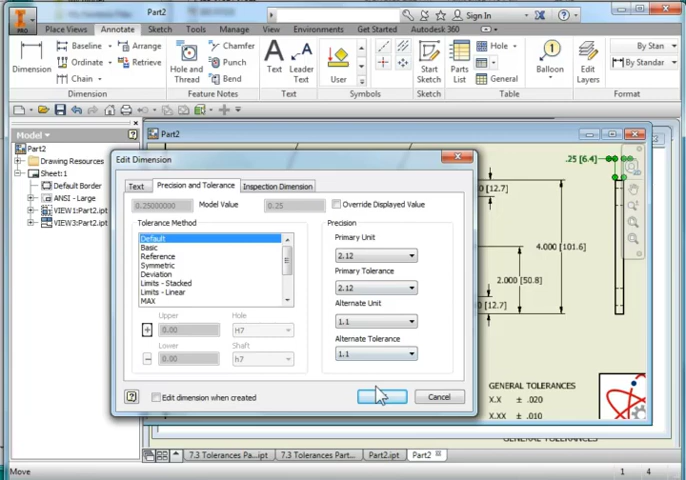 Part2
Sign In
PRO
Place Views
Annotate
Sketch
Tools
Manage
View
Environments
Get Started
Autodesk 360
Dimension
Baseline
Ordinate
Chain
Arrange
Retrieve
Hole and Thread
Chamfer
Punch
Bend
Text
Leader Text
User
Start Sketch
Parts List
Hole
General
Balloon
Edit Layers
By Stan
By Standar
Dimension
Feature Notes
Text
Symbols
Sketch
Table
Format
Model
Part2
Drawing Resources
Sheet:1
Default Border
ANSI - Large
VIEW1:Part2.ipt
VIEW3:Part2.ipt
Part2
.25 [6.4]
[12.7]
4.000 [101.6]
2.000 [50.8]
[12.7]
GENERAL TOLERANCES
X.X ± .020
X.XX ± .010
GENERAL TOLERANCES
Edit Dimension
Text
Precision and Tolerance
Inspection Dimension
0.25000000
Model Value
0.25
Override Displayed Value
Tolerance Method
Default
Basic
Reference
Symmetric
Deviation
Limits - Stacked
Limits - Linear
MAX
Upper
0.00
Hole
H7
Lower
0.00
Shaft
h7
Precision
Primary Unit
2.12
Primary Tolerance
2.12
Alternate Unit
1.1
Alternate Tolerance
1.1
Edit dimension when created
Cancel
7.3 Tolerances Pa...ipt
7.3 Tolerances Part...
Part2.ipt
Part2
Move
1
4